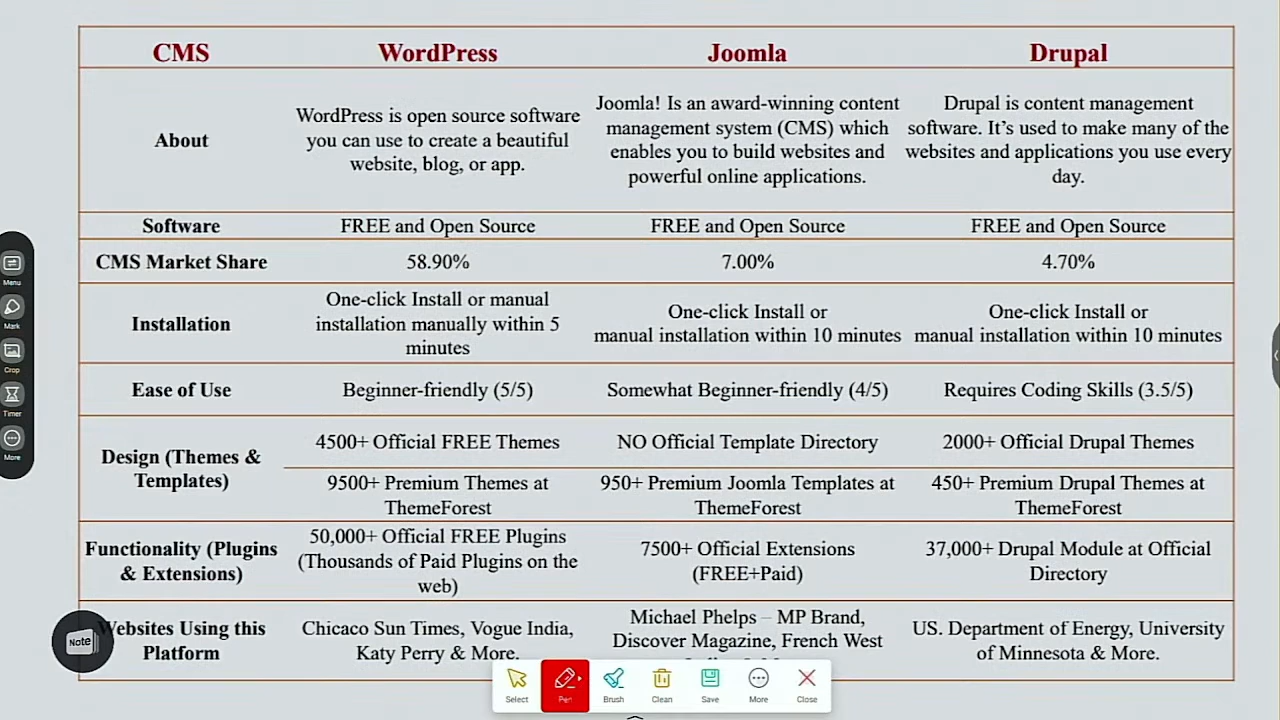 CMS WordPress Joomla Drupal
About
WordPress is open source software
you can use to create a beautiful
website, blog, or app.
Joomla! Is an award-winning content
management system (CMS) which
enables you to build websites and
powerful online applications.
Drupal is content management
software. It’s used to make many of the
websites and applications you use every
day.
Software FREE and Open Source FREE and Open Source FREE and Open Source
CMS Market Share 58.90% 7.00% 4.70%
Installation
One-click Install or manual
installation manually within 5
minutes
One-click Install or
manual installation within 10 minutes
One-click Install or
manual installation within 10 minutes
Ease of Use Beginner-friendly (5/5) Somewhat Beginner-friendly (4/5) Requires Coding Skills (3.5/5)
Design (Themes &
Templates)
4500+ Official FREE Themes NO Official Template Directory 2000+ Official Drupal Themes
9500+ Premium Themes at
ThemeForest
950+ Premium Joomla Templates at
ThemeForest
450+ Premium Drupal Themes at
ThemeForest
Functionality (Plugins
& Extensions)
50,000+ Official FREE Plugins
(Thousands of Paid Plugins on the
web)
7500+ Official Extensions
(FREE+Paid)
37,000+ Drupal Module at Official
Directory
Websites Using this
Platform
Chicaco Sun Times, Vogue India,
Katy Perry & More.
Michael Phelps – MP Brand,
Discover Magazine, French West
US. Department of Energy, University
of Minnesota & More.
Menu
Mark
Crop
Timer
More
Note
Select Pen Brush Clean Save More Close